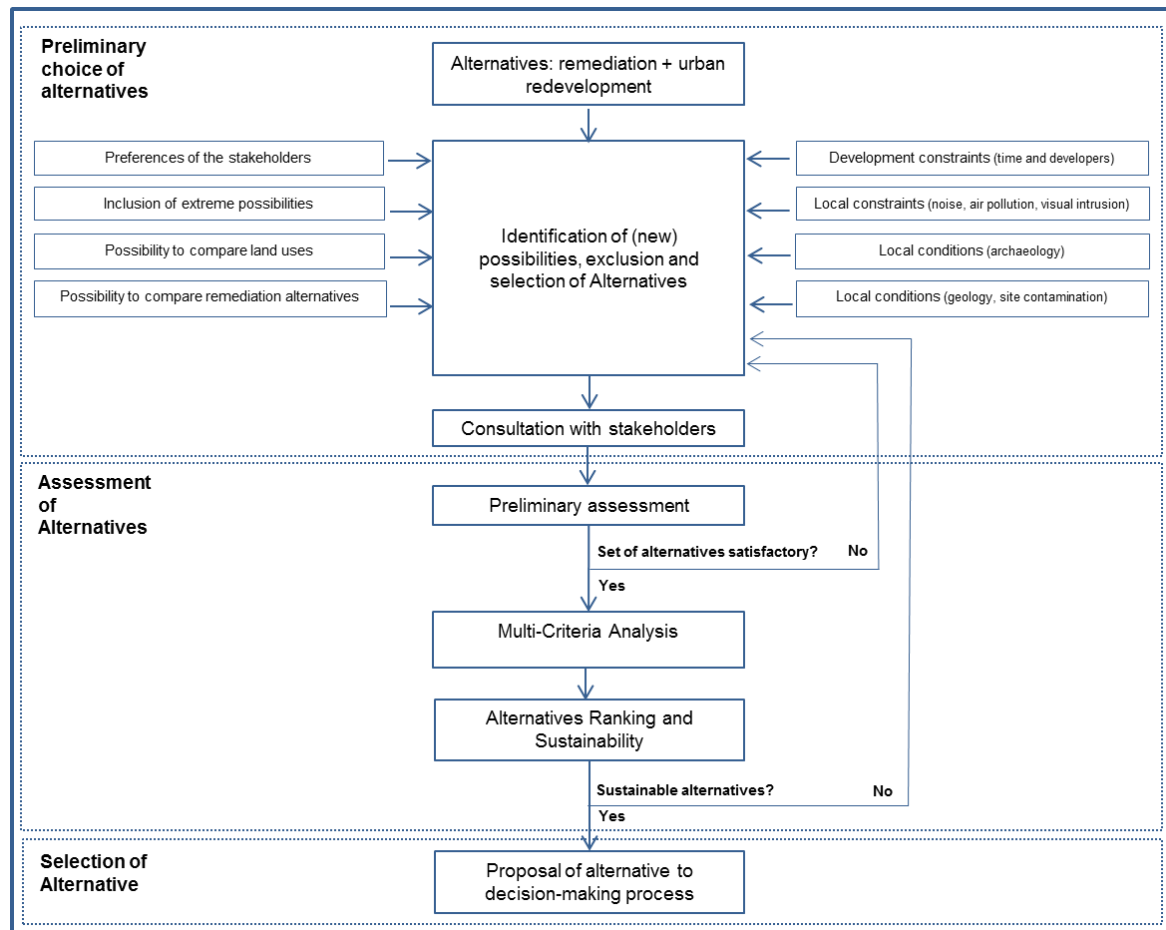 Preliminary
choice of
alternatives
Alternatives: remediation + urban
redevelopment
Preferences of the stakeholders
Inclusion of extreme possibilities
Possibility to compare land uses
Possibility to compare remediation alternatives
Identification of (new)
possibilities, exclusion and
selection of Alternatives
Development constraints (time and developers)
Local constraints (noise, air pollution, visual intrusion)
Local conditions (archaeology)
Local conditions (geology, site contamination)
Consultation with stakeholders
Assessment
of
Alternatives
Preliminary assessment
Set of alternatives satisfactory? No
Yes
Multi-Criteria Analysis
Alternatives Ranking and
Sustainability
Sustainable alternatives? No
Yes
Selection of
Alternative
Proposal of alternative to
decision-making process